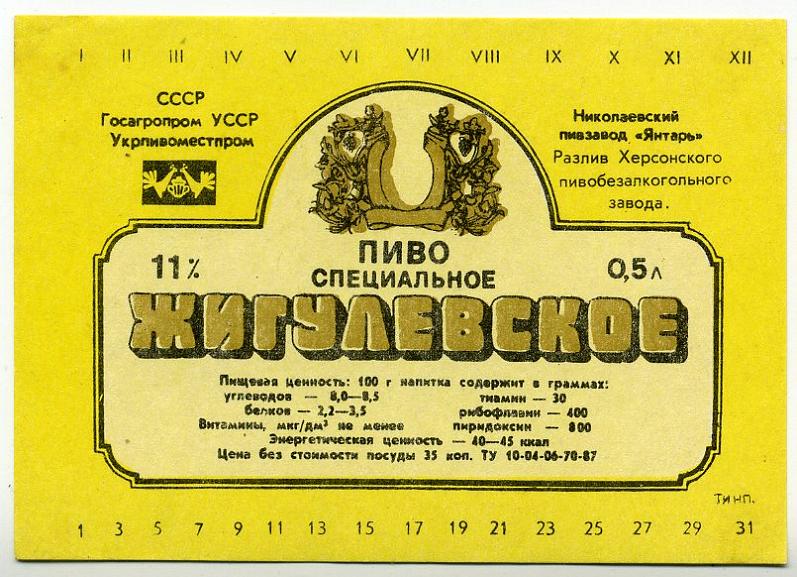 I II III IV V VI VII VIII IX X XI XII
СССР
Госагропром УССР
Укрпивоместпром
Николаевский
пивзавод «Янтарь»
Разлив Херсонского
пивобезалкогольного
завода.
11%
ПИВО
СПЕЦИАЛЬНОЕ
0,5л
ЖИГУЛЕВСКОЕ
Пищевая ценность: 100 г напитка содержит в граммах:
углеводов — 8,0—8,5 тиамин — 30
белков — 2,2—3,5 рибофлавин — 400
Витамины, мкг/дм³ не менее пиридоксин — 800
Энергетическая ценность — 40—45 ккал
Цена без стоимости посуды 35 коп. ТУ 10-04-06-70-87
ТИ НП.
1 3 5 7 9 11 13 15 17 19 21 23 25 27 29 31